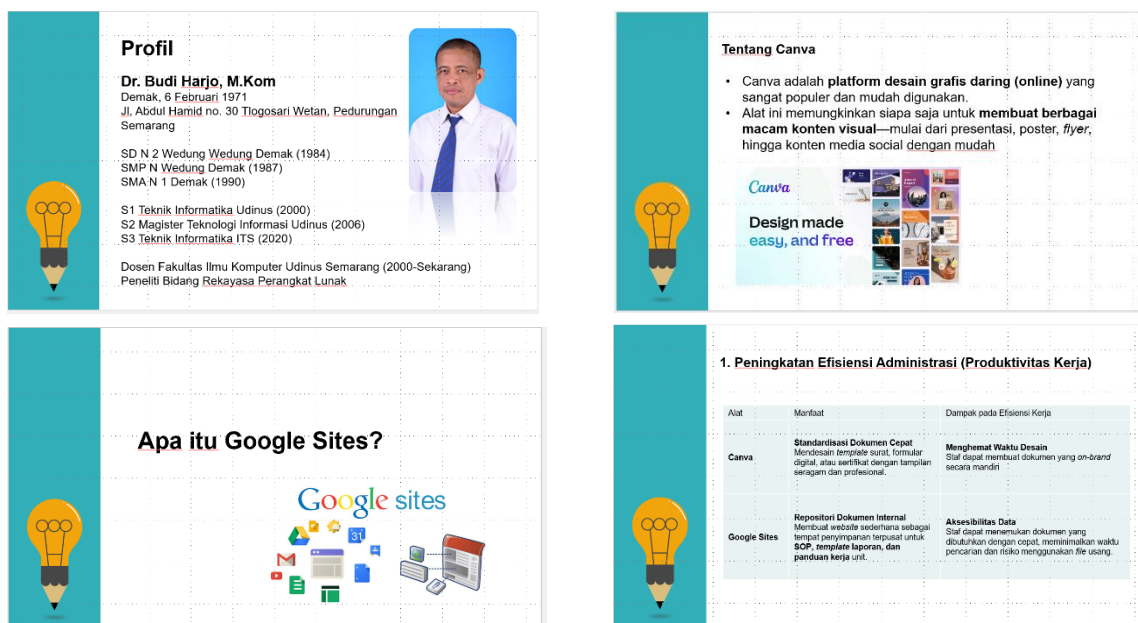 Profil
Dr. Budi Harjo, M.Kom
Demak, 6 Februari 1971
Jl, Abdul Hamid no. 30 Tlogosari Wetan, Pedurungan
Semarang
SD N 2 Wedung Wedung Demak (1984)
SMP N Wedung Demak (1987)
SMA N 1 Demak (1990)
S1 Teknik Informatika Udinus (2000)
S2 Magister Teknologi Informasi Udinus (2006)
S3 Teknik Informatika ITS (2020)
Dosen Fakultas Ilmu Komputer Udinus Semarang (2000-Sekarang)
Peneliti Bidang Rekayasa Perangkat Lunak
Tentang Canva
• Canva adalah platform desain grafis daring (online) yang
sangat populer dan mudah digunakan.
• Alat ini memungkinkan siapa saja untuk membuat berbagai
macam konten visual—mulai dari presentasi, poster, flyer,
hingga konten media social dengan mudah
Canva
Design made
easy, and free
Apa itu Google Sites?
Google sites
31
1. Peningkatan Efisiensi Administrasi (Produktivitas Kerja)
Alat Manfaat Dampak pada Efisiensi Kerja
Canva
Standardisasi Dokumen Cepat
Mendesain template surat, formular
digital, atau sertifikat dengan tampilan
seragam dan profesional.
Menghemat Waktu Desain
Staf dapat membuat dokumen yang on-brand
secara mandiri
Google Sites
Repositori Dokumen Internal
Membuat website sederhana sebagai
tempat penyimpanan terpusat untuk
SOP, template laporan, dan
panduan kerja unit.
Aksesibilitas Data
Staf dapat menemukan dokumen yang
dibutuhkan dengan cepat, meminimalkan waktu
pencarian dan risiko menggunakan file usang.